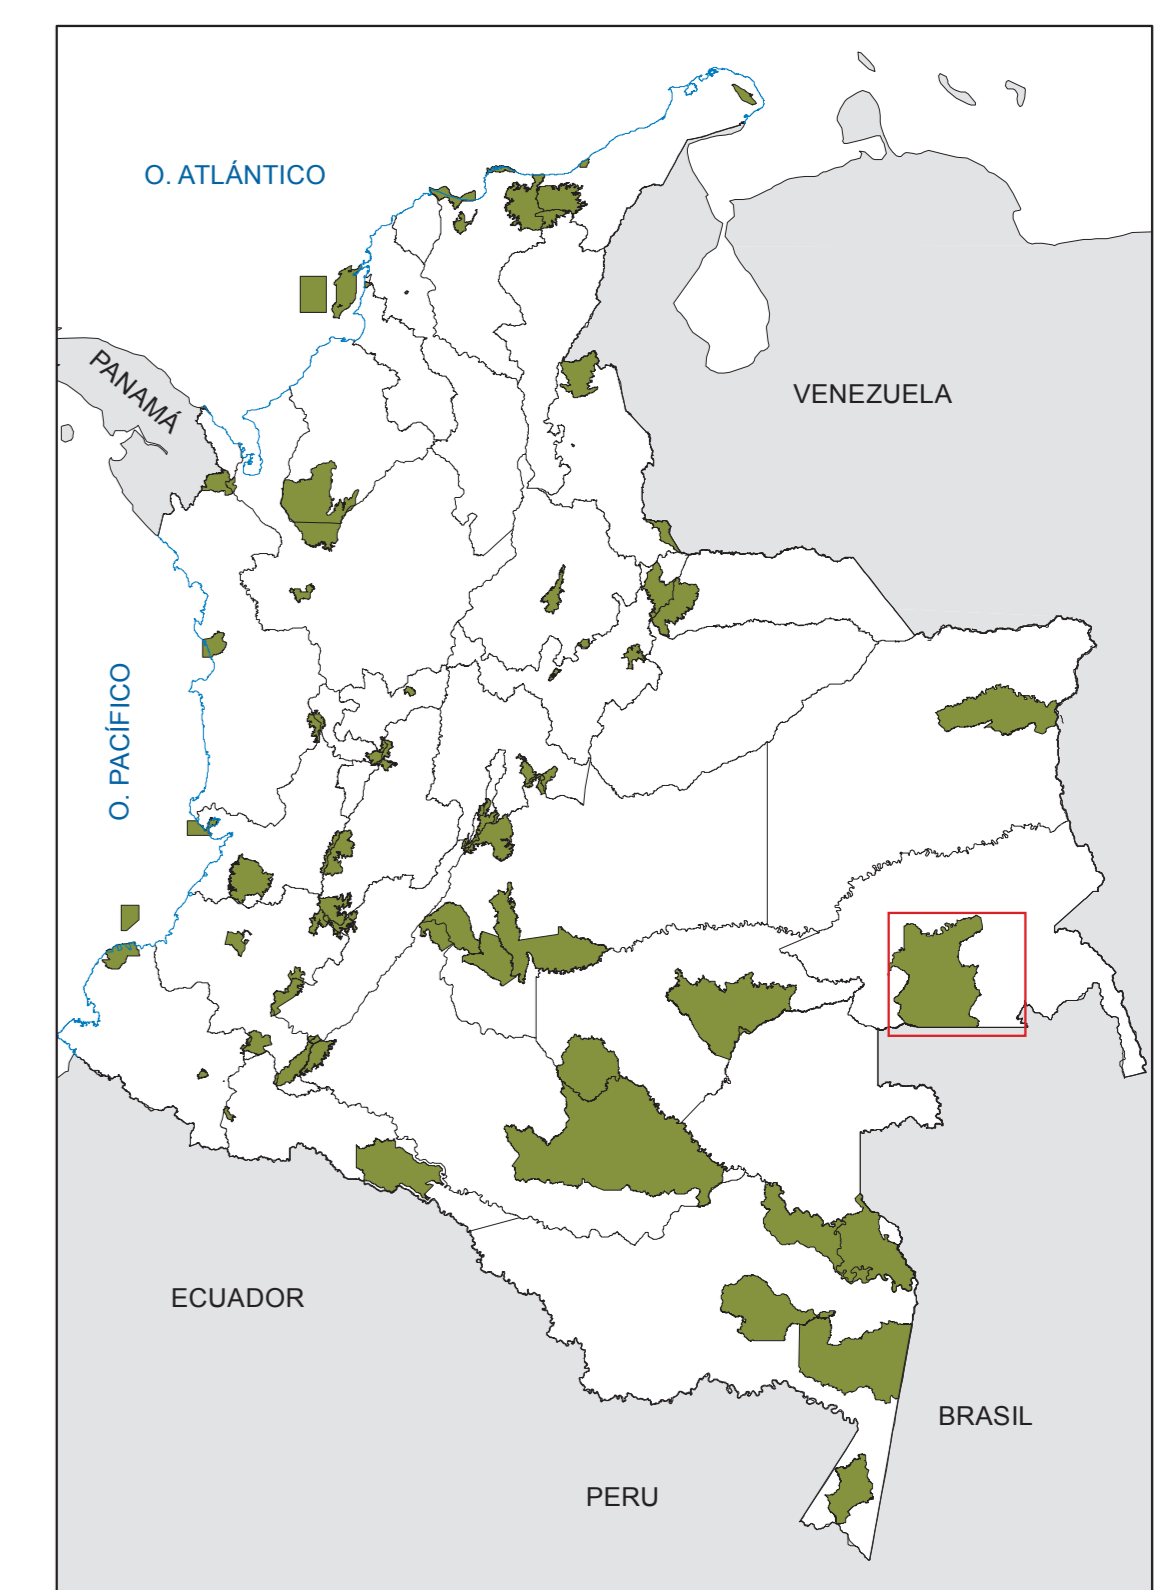 O. ATLÁNTICO
PANAMÁ
VENEZUELA
O. PACÍFICO
ECUADOR
BRASIL
PERU